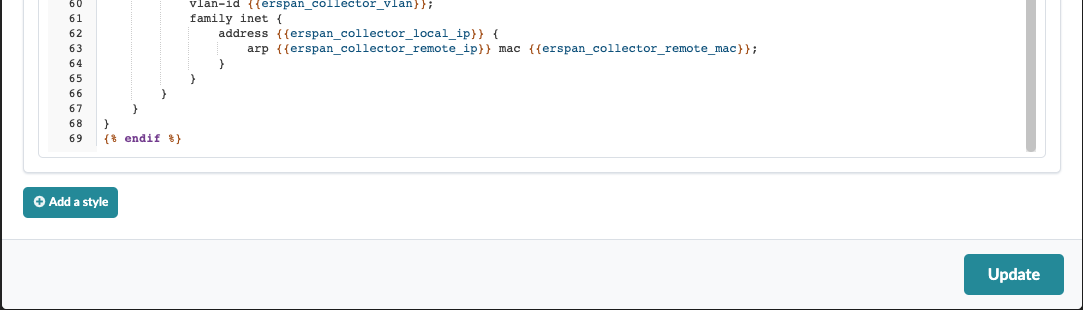 60 vlan-id {{erspan_collector_vlan}};
61 family inet {
62 address {{erspan_collector_local_ip}} {
63 arp {{erspan_collector_remote_ip}} mac {{erspan_collector_remote_mac}};
64 }
65 }
66 }
67 }
68 }
69 {% endif %}
Add a style
Update